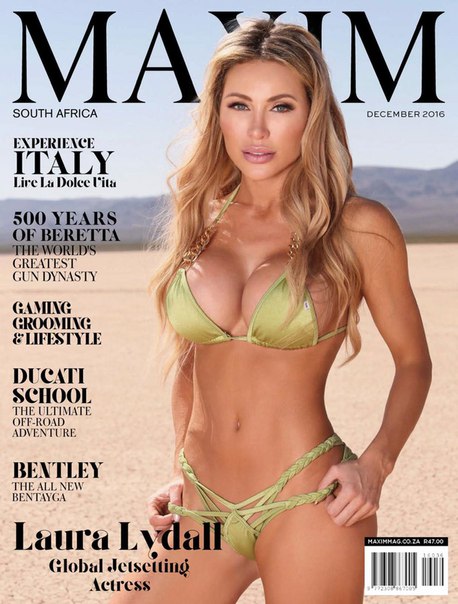 MAXIM
SOUTH AFRICA
DECEMBER 2016
EXPERIENCE
ITALY
Live La Dolce Vita
500 YEARS
OF BERETTA
THE WORLD'S
GREATEST
GUN DYNASTY
GAMING
GROOMING
& LIFESTYLE
DUCATI
SCHOOL
THE ULTIMATE
OFF-ROAD
ADVENTURE
BENTLEY
THE ALL NEW
BENTAYGA
Laura Lydall
Global Jetsetting
Actress
MAXIMMAG.CO.ZA R47.00
16036